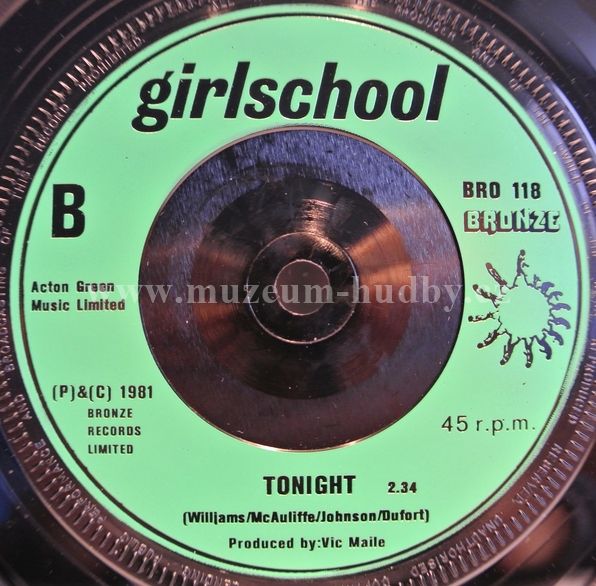 girlschool
B
BRO 118
BRONZE
Acton Green
Music Limited
www.muzeum-hudby.cz
(P)&(C) 1981
BRONZE
RECORDS
LIMITED
45 r.p.m.
TONIGHT 2.34
(Williams/McAuliffe/Johnson/Dufort)
Produced by:Vic Maile